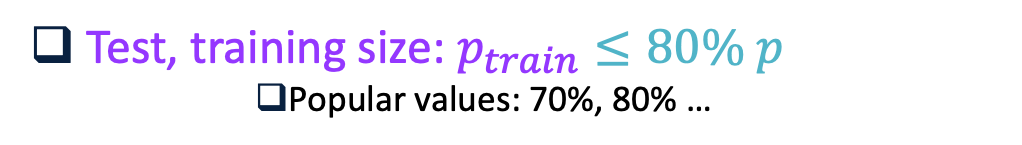 ❑ Test, training size: p_train ≤ 80% p
❑Popular values: 70%, 80% ...